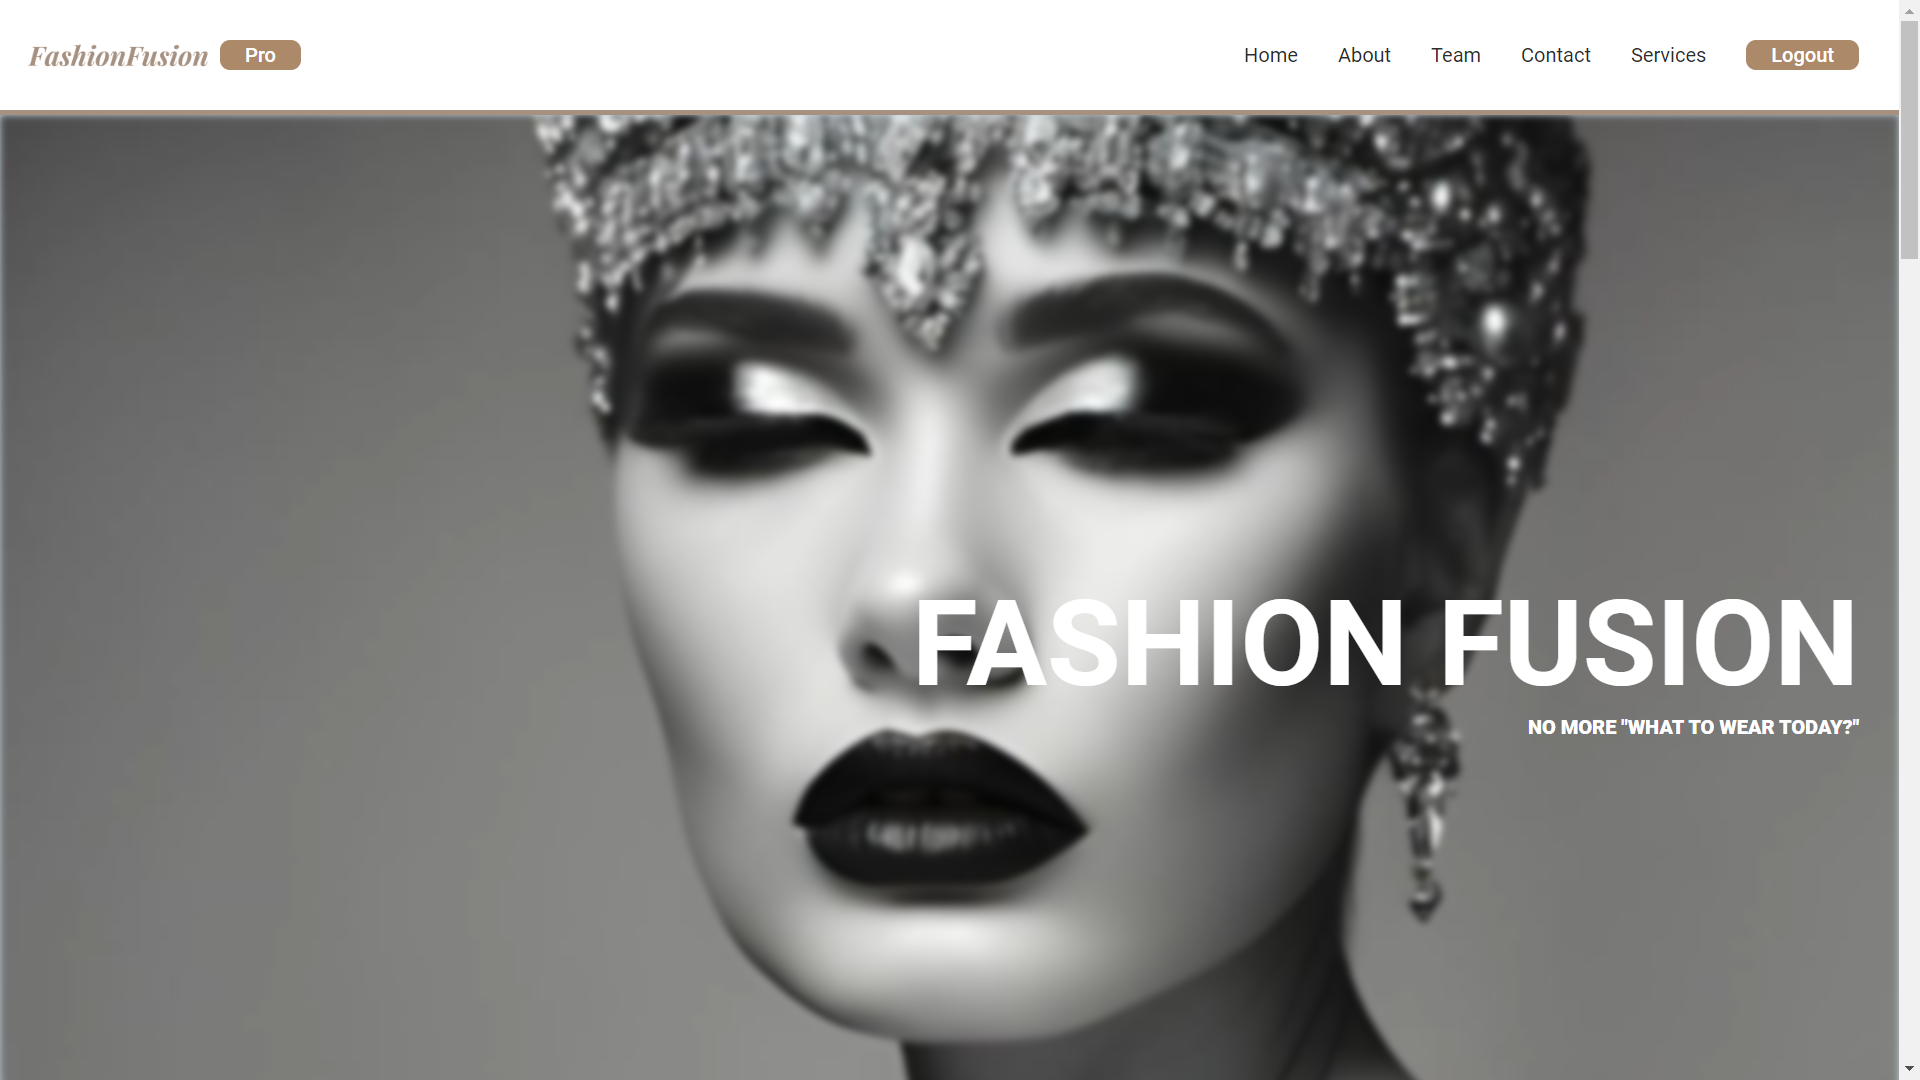 FashionFusion Pro Home About Team Contact Services Logout
FASHION FUSION
NO MORE "WHAT TO WEAR TODAY?"